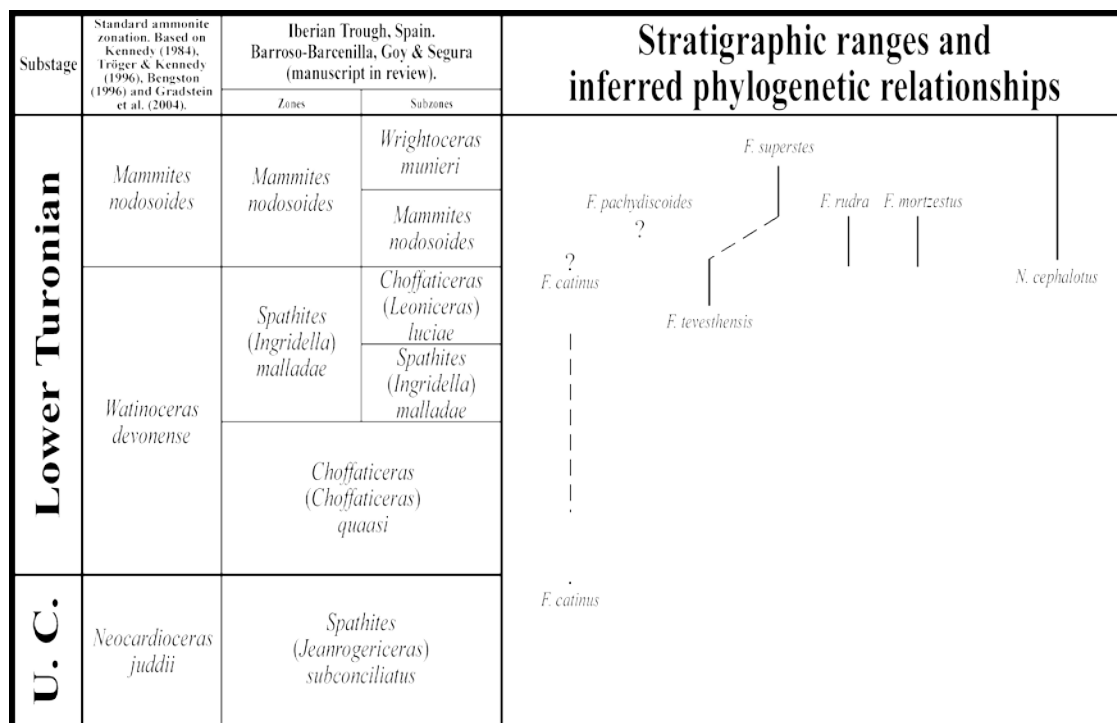 Substage
Standard ammonite
zonation. Based on
Kennedy (1984),
Tröger & Kennedy
(1996), Bengston
(1996) and Gradstein
et al. (2004).
Iberian Trough, Spain.
Barroso-Barcenilla, Goy & Segura
(manuscript in review).
Zones
Subzones
Stratigraphic ranges and
inferred phylogenetic relationships
Lower Turonian
Mammites
nodosoides
Mammites
nodosoides
Wrightoceras
munieri
Mammites
nodosoides
Watinoceras
devonense
Spathites
(Ingridella)
malladae
Choffaticeras
(Leoniceras)
luciae
Spathites
(Ingridella)
malladae
Choffaticeras
(Choffaticeras)
quaasi
U. C.
Neocardioceras
juddii
Spathites
(Jeanrogericeras)
subconciliatus
F. superstes
F. pachydiscoides
?
F. rudra
F. mortzestus
?
F. catinus
N. cephalotus
F. tevesthensis
F. catinus